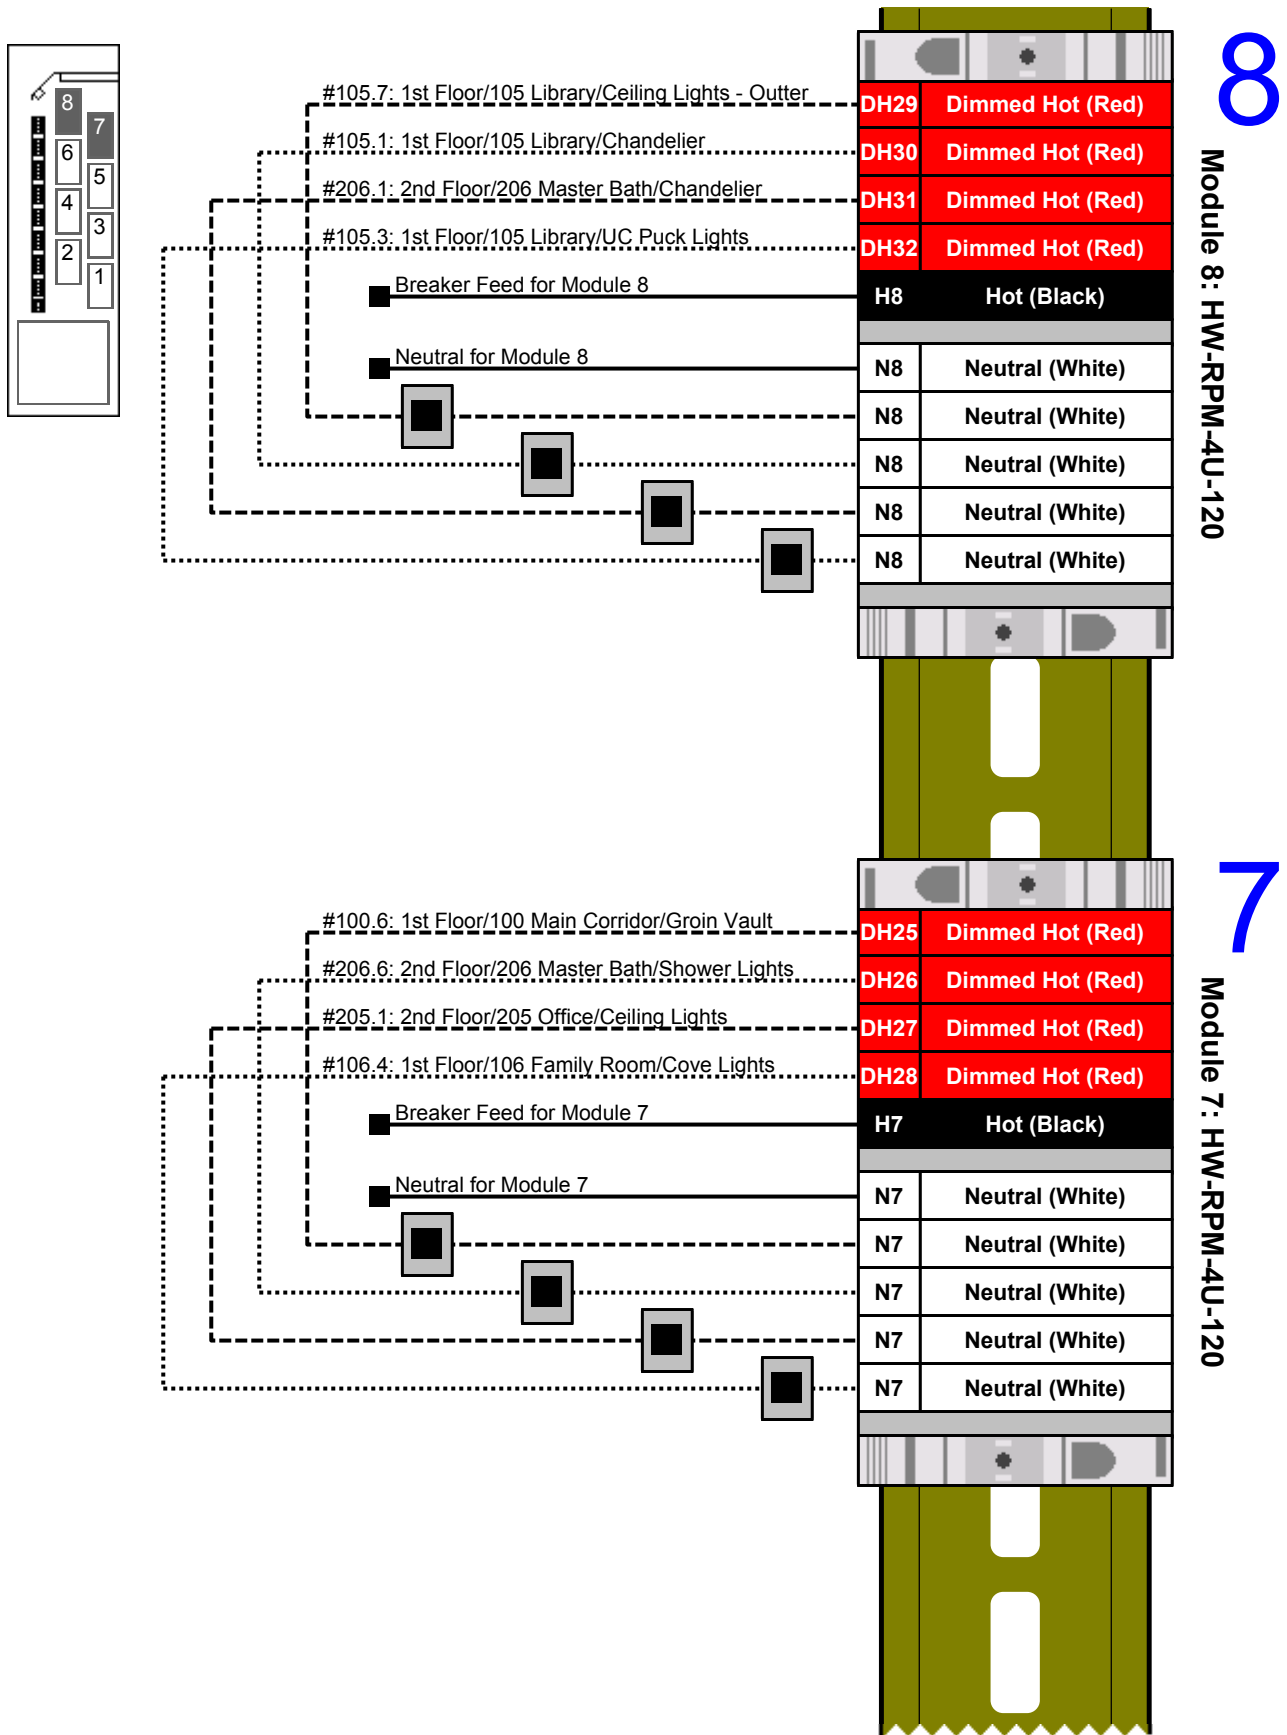 8
7
6
5
4
3
2
1
8
Module 8: HW-RPM-4U-120
#105.7: 1st Floor/105 Library/Ceiling Lights - Outter
DH29 Dimmed Hot (Red)
#105.1: 1st Floor/105 Library/Chandelier
DH30 Dimmed Hot (Red)
#206.1: 2nd Floor/206 Master Bath/Chandelier
DH31 Dimmed Hot (Red)
#105.3: 1st Floor/105 Library/UC Puck Lights
DH32 Dimmed Hot (Red)
Breaker Feed for Module 8
H8 Hot (Black)
Neutral for Module 8
N8 Neutral (White)
N8 Neutral (White)
N8 Neutral (White)
N8 Neutral (White)
N8 Neutral (White)
7
Module 7: HW-RPM-4U-120
#100.6: 1st Floor/100 Main Corridor/Groin Vault
DH25 Dimmed Hot (Red)
#206.6: 2nd Floor/206 Master Bath/Shower Lights
DH26 Dimmed Hot (Red)
#205.1: 2nd Floor/205 Office/Ceiling Lights
DH27 Dimmed Hot (Red)
#106.4: 1st Floor/106 Family Room/Cove Lights
DH28 Dimmed Hot (Red)
Breaker Feed for Module 7
H7 Hot (Black)
Neutral for Module 7
N7 Neutral (White)
N7 Neutral (White)
N7 Neutral (White)
N7 Neutral (White)
N7 Neutral (White)